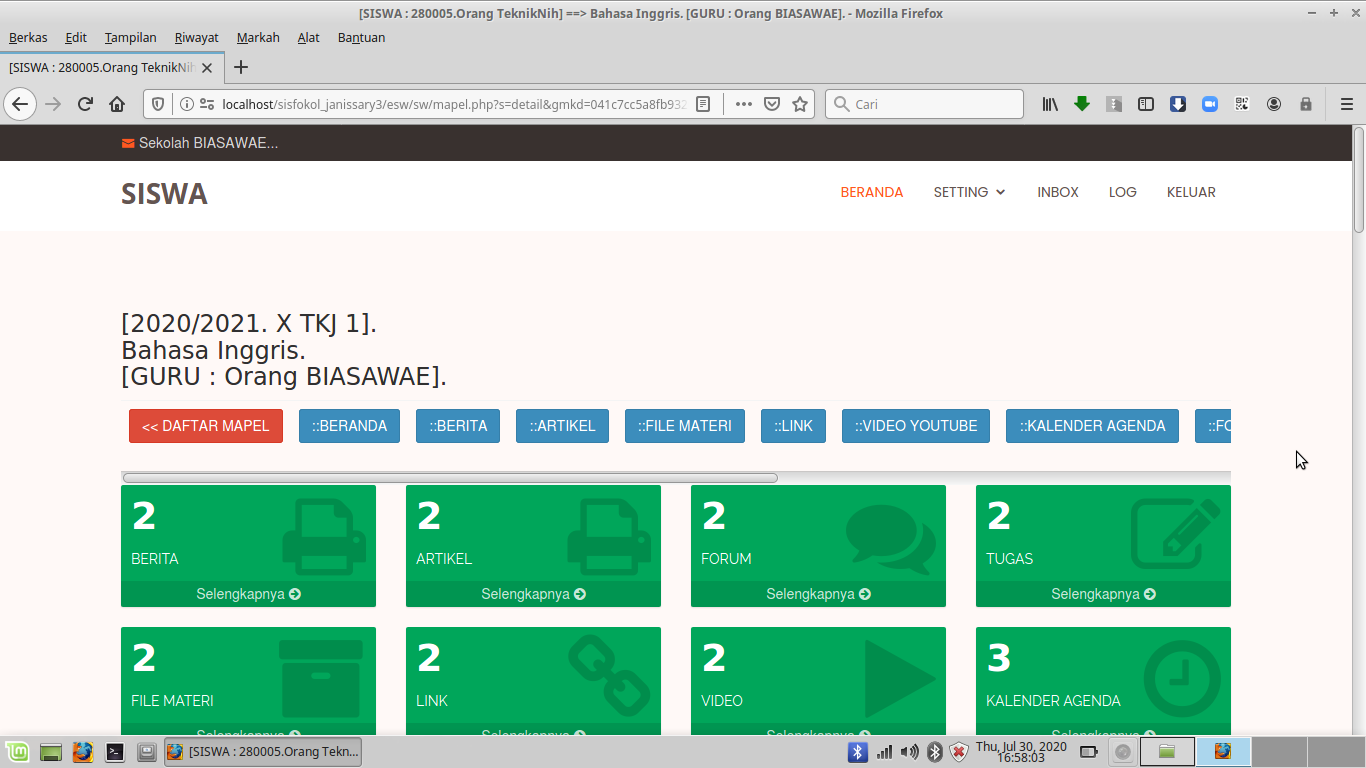 [SISWA : 280005.Orang TeknikNih] ==> Bahasa Inggris. [GURU : Orang BIASAWAE]. - Mozilla Firefox
Berkas Edit Tampilan Riwayat Markah Alat Bantuan
[SISWA : 280005.Orang TeknikNih
localhost/sisfokol_janissary3/esw/sw/mapel.php?s=detail&gmkd=041c7cc5a8fb932
Cari
Sekolah BIASAWAE...
SISWA
BERANDA SETTING INBOX LOG KELUAR
[2020/2021. X TKJ 1].
Bahasa Inggris.
[GURU : Orang BIASAWAE].
<< DAFTAR MAPEL ::BERANDA ::BERITA ::ARTIKEL ::FILE MATERI ::LINK ::VIDEO YOUTUBE ::KALENDER AGENDA ::FO
2 2 2 2
BERITA ARTIKEL FORUM TUGAS
Selengkapnya Selengkapnya Selengkapnya Selengkapnya
2 2 2 3
FILE MATERI LINK VIDEO KALENDER AGENDA
Selengkapnya Selengkapnya Selengkapnya Selengkapnya
[SISWA : 280005.Orang Tekn...
Thu, Jul 30, 2020
16:58:03